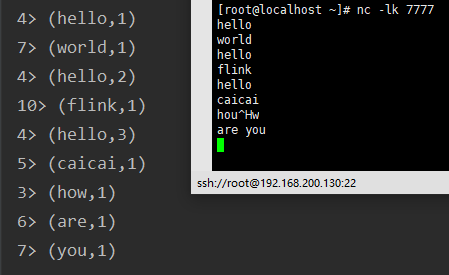 4> (hello,1)
7> (world,1)
4> (hello,2)
10> (flink,1)
4> (hello,3)
5> (caicai,1)
3> (how,1)
6> (are,1)
7> (you,1)
[root@localhost ~]# nc -lk 7777
hello
world
hello
flink
hello
caicai
hou^Hw
are you
ssh://root@192.168.200.130:22